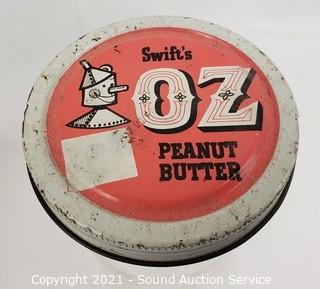 Swift's
OZ
PEANUT
BUTTER
Copyright 2021 - Sound Auction Service